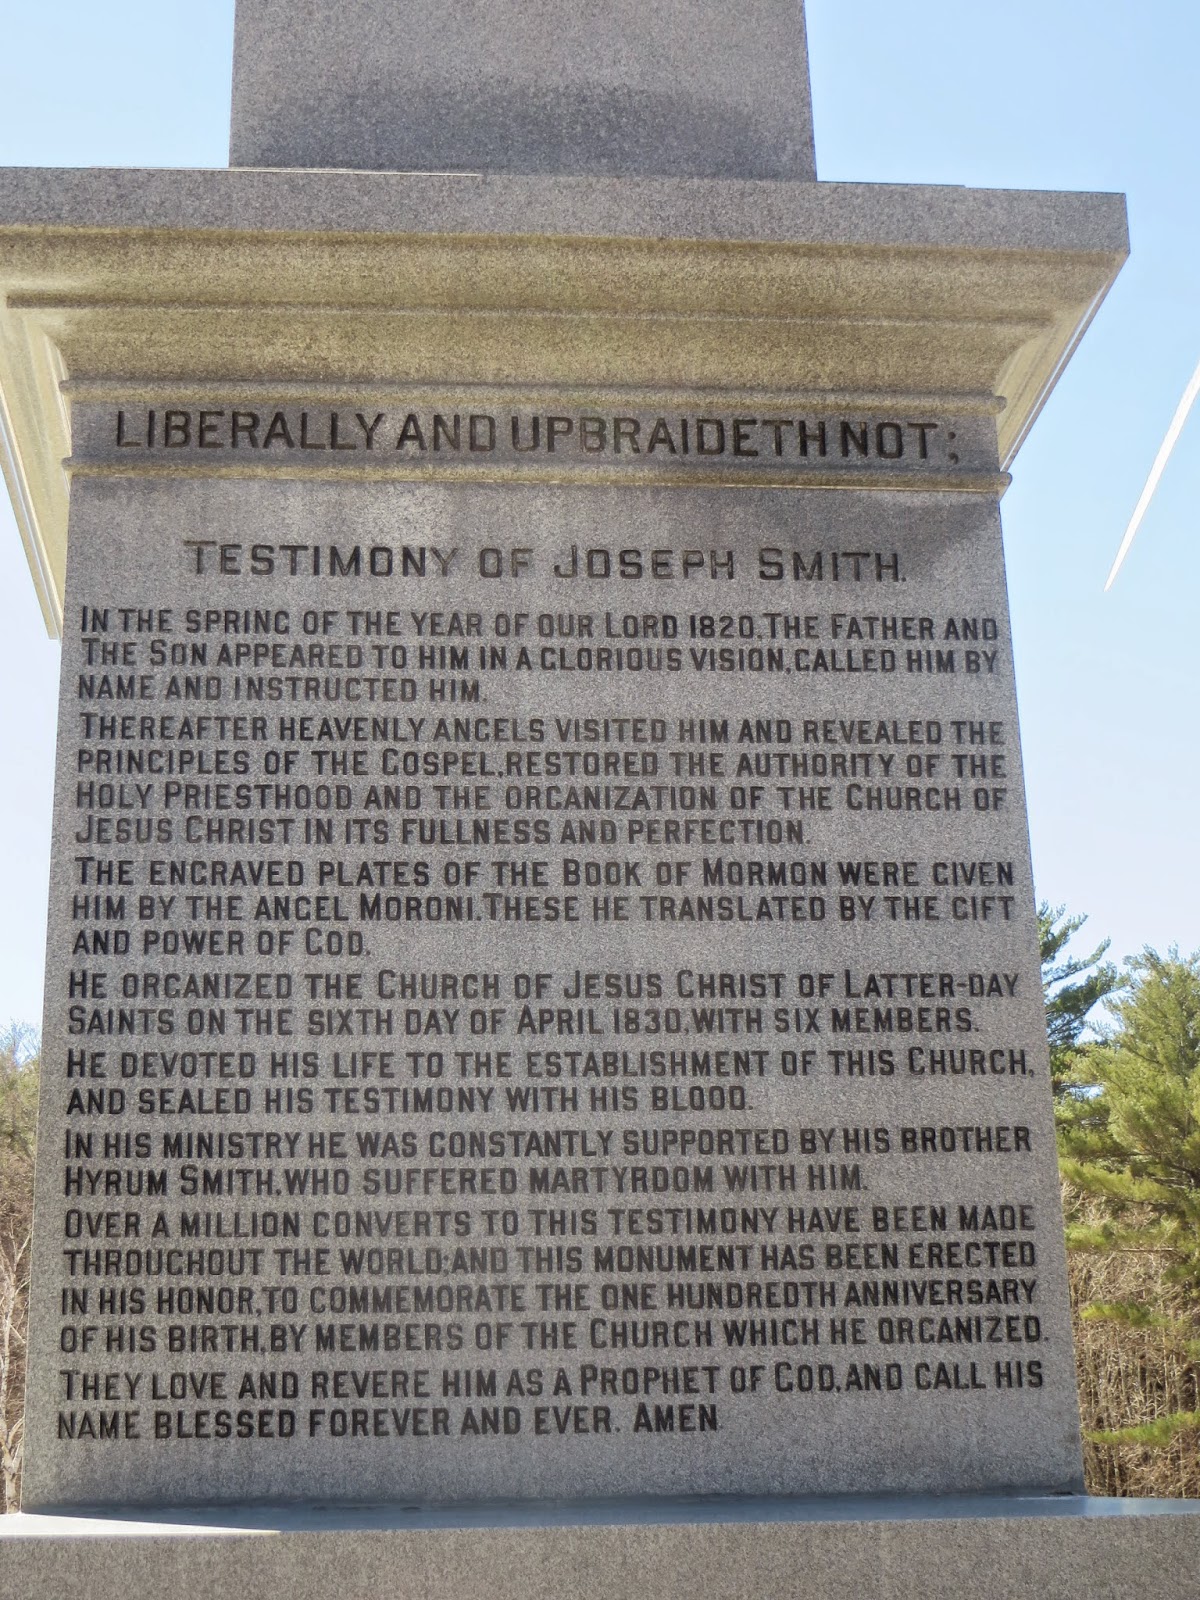 LIBERALLY AND UPBRAIDETH NOT;
TESTIMONY OF JOSEPH SMITH.
IN THE SPRING OF THE YEAR OF OUR LORD 1820, THE FATHER AND
THE SON APPEARED TO HIM IN A GLORIOUS VISION, CALLED HIM BY
NAME AND INSTRUCTED HIM.
THEREAFTER HEAVENLY ANGELS VISITED HIM AND REVEALED THE
PRINCIPLES OF THE GOSPEL, RESTORED THE AUTHORITY OF THE
HOLY PRIESTHOOD AND THE ORGANIZATION OF THE CHURCH OF
JESUS CHRIST IN ITS FULLNESS AND PERFECTION.
THE ENGRAVED PLATES OF THE BOOK OF MORMON WERE GIVEN
HIM BY THE ANGEL MORONI. THESE HE TRANSLATED BY THE GIFT
AND POWER OF GOD.
HE ORGANIZED THE CHURCH OF JESUS CHRIST OF LATTER-DAY
SAINTS ON THE SIXTH DAY OF APRIL 1830, WITH SIX MEMBERS.
HE DEVOTED HIS LIFE TO THE ESTABLISHMENT OF THIS CHURCH,
AND SEALED HIS TESTIMONY WITH HIS BLOOD.
IN HIS MINISTRY HE WAS CONSTANTLY SUPPORTED BY HIS BROTHER
HYRUM SMITH, WHO SUFFERED MARTYRDOM WITH HIM.
OVER A MILLION CONVERTS TO THIS TESTIMONY HAVE BEEN MADE
THROUGHOUT THE WORLD; AND THIS MONUMENT HAS BEEN ERECTED
IN HIS HONOR, TO COMMEMORATE THE ONE HUNDREDTH ANNIVERSARY
OF HIS BIRTH, BY MEMBERS OF THE CHURCH WHICH HE ORGANIZED.
THEY LOVE AND REVERE HIM AS A PROPHET OF GOD, AND CALL HIS
NAME BLESSED FOREVER AND EVER. AMEN